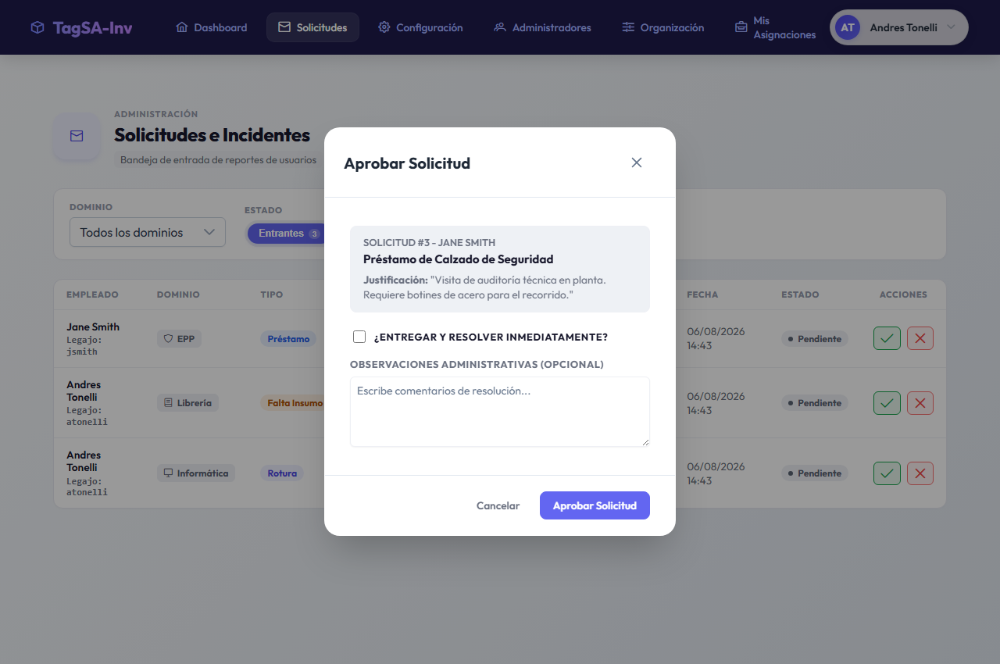 TagSA-Inv
Dashboard
Solicitudes
Configuración
Administradores
Organización
Mis
Asignaciones
AT
Andres Tonelli
ADMINISTRACIÓN
Solicitudes e Incidentes
Bandeja de entrada de reportes de usuarios
DOMINIO
Todos los dominios
ESTADO
Entrantes 3
Aprobar Solicitud
SOLICITUD #3 - JANE SMITH
Préstamo de Calzado de Seguridad
Justificación: "Visita de auditoría técnica en planta.
Requiere botines de acero para el recorrido."
¿ENTREGAR Y RESOLVER INMEDIATAMENTE?
OBSERVACIONES ADMINISTRATIVAS (OPCIONAL)
Escribe comentarios de resolución...
Cancelar
Aprobar Solicitud
EMPLEADO DOMINIO TIPO FECHA ESTADO ACCIONES
Jane Smith
Legajo:
jsmith
EPP
Préstamo
06/08/2026
14:43
Pendiente
Andres
Tonelli
Legajo:
atonelli
Librería
Falta Insumo
06/08/2026
14:43
Pendiente
Andres
Tonelli
Legajo:
atonelli
Informática
Rotura
06/08/2026
14:43
Pendiente